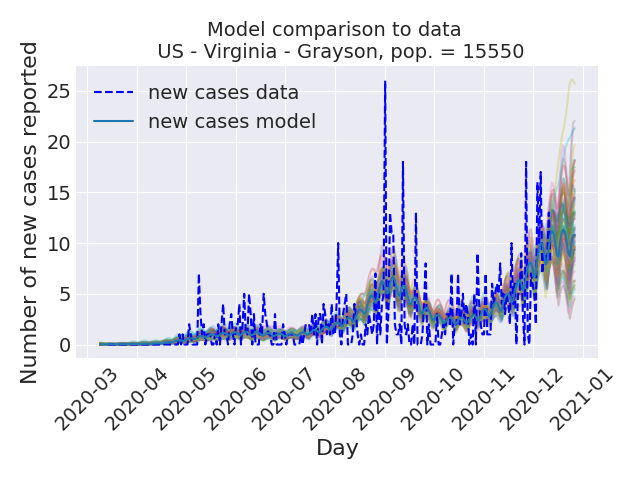 Model comparison to data
US - Virginia - Grayson, pop. = 15550
new cases data
new cases model
Number of new cases reported
25
20
15
10
5
0
2020-03
2020-04
2020-05
2020-06
2020-07
2020-08
2020-09
2020-10
2020-11
2020-12
2021-01
Day